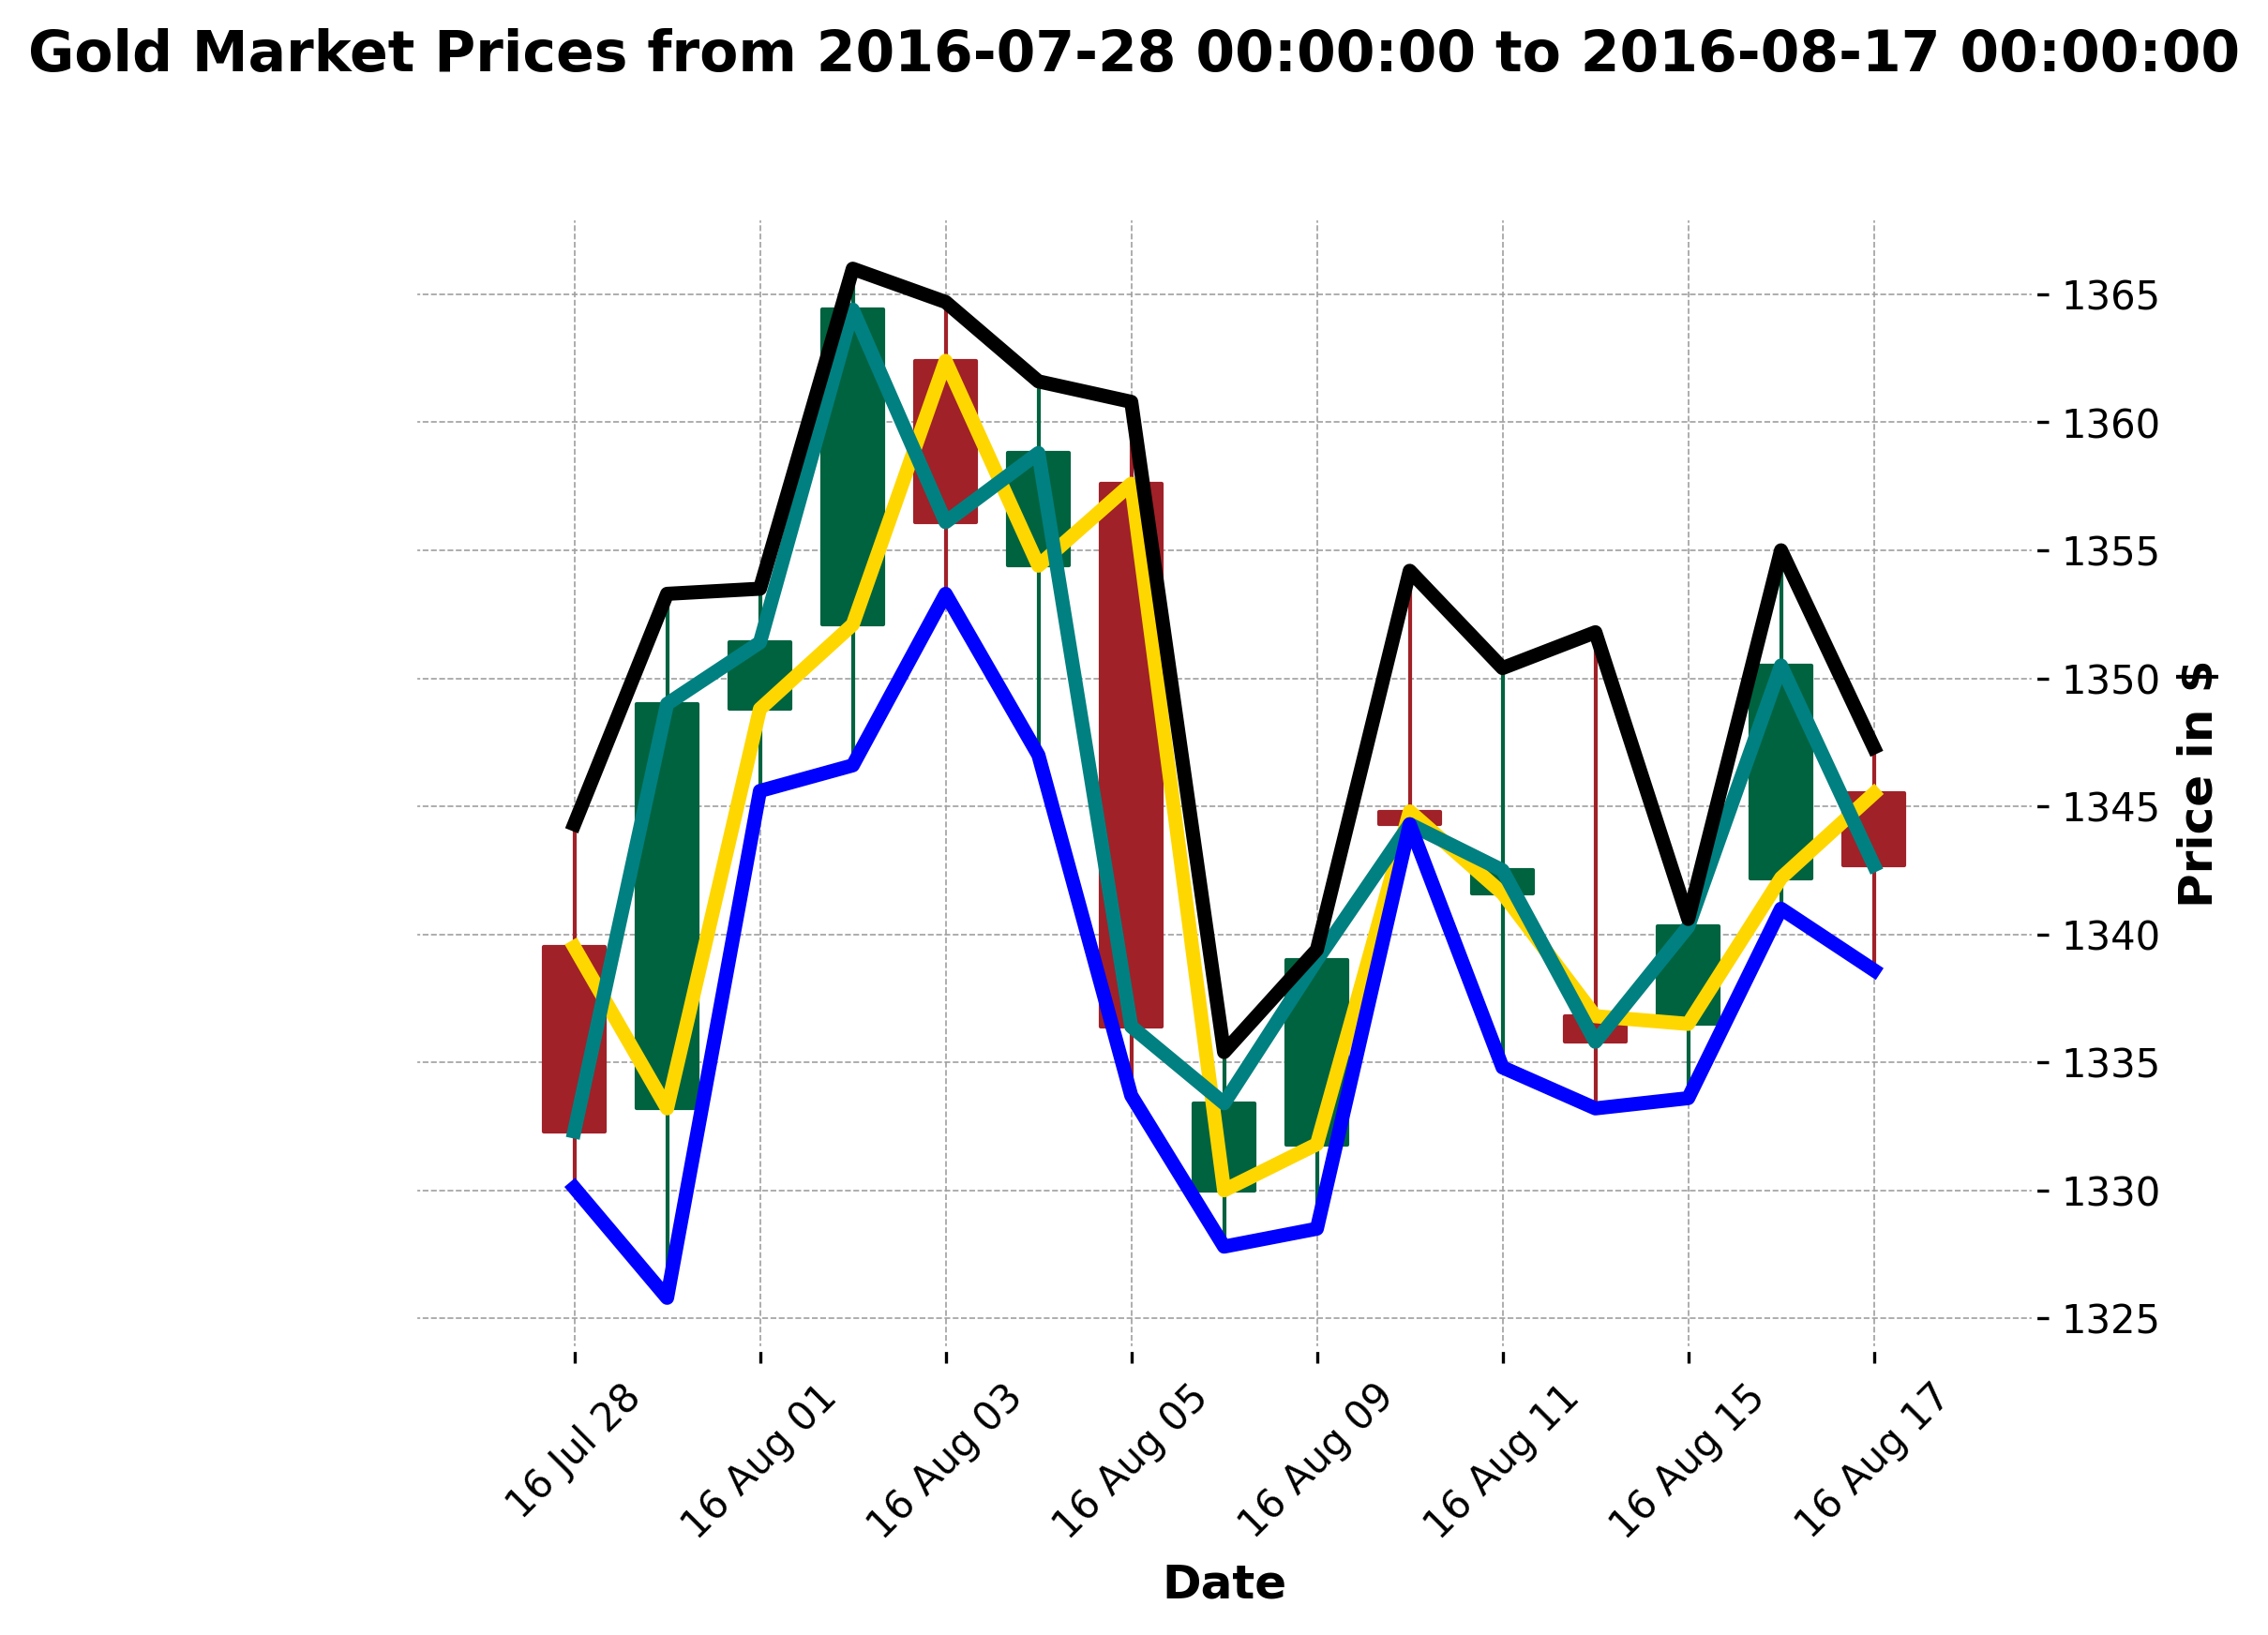 Gold Market Prices from 2016-07-28 00:00:00 to 2016-08-17 00:00:00
1365
1360
1355
1350
1345
1340
1335
1330
1325
Price in $
16 Jul 28
16 Aug 01
16 Aug 03
16 Aug 05
16 Aug 09
16 Aug 11
16 Aug 15
16 Aug 17
Date